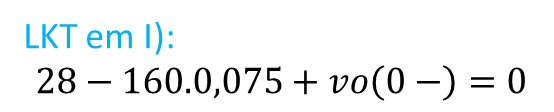 LKT em I):
28 − 160.0,075 + vo(0 −) = 0